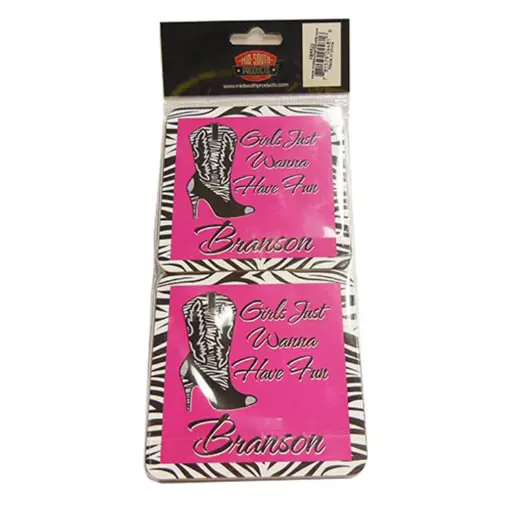 MID-SOUTH
PRODUCTS
www.midsouthproducts.com
Girls Just
Wanna
Have Fun
Branson
Girls Just
Wanna
Have Fun
Branson